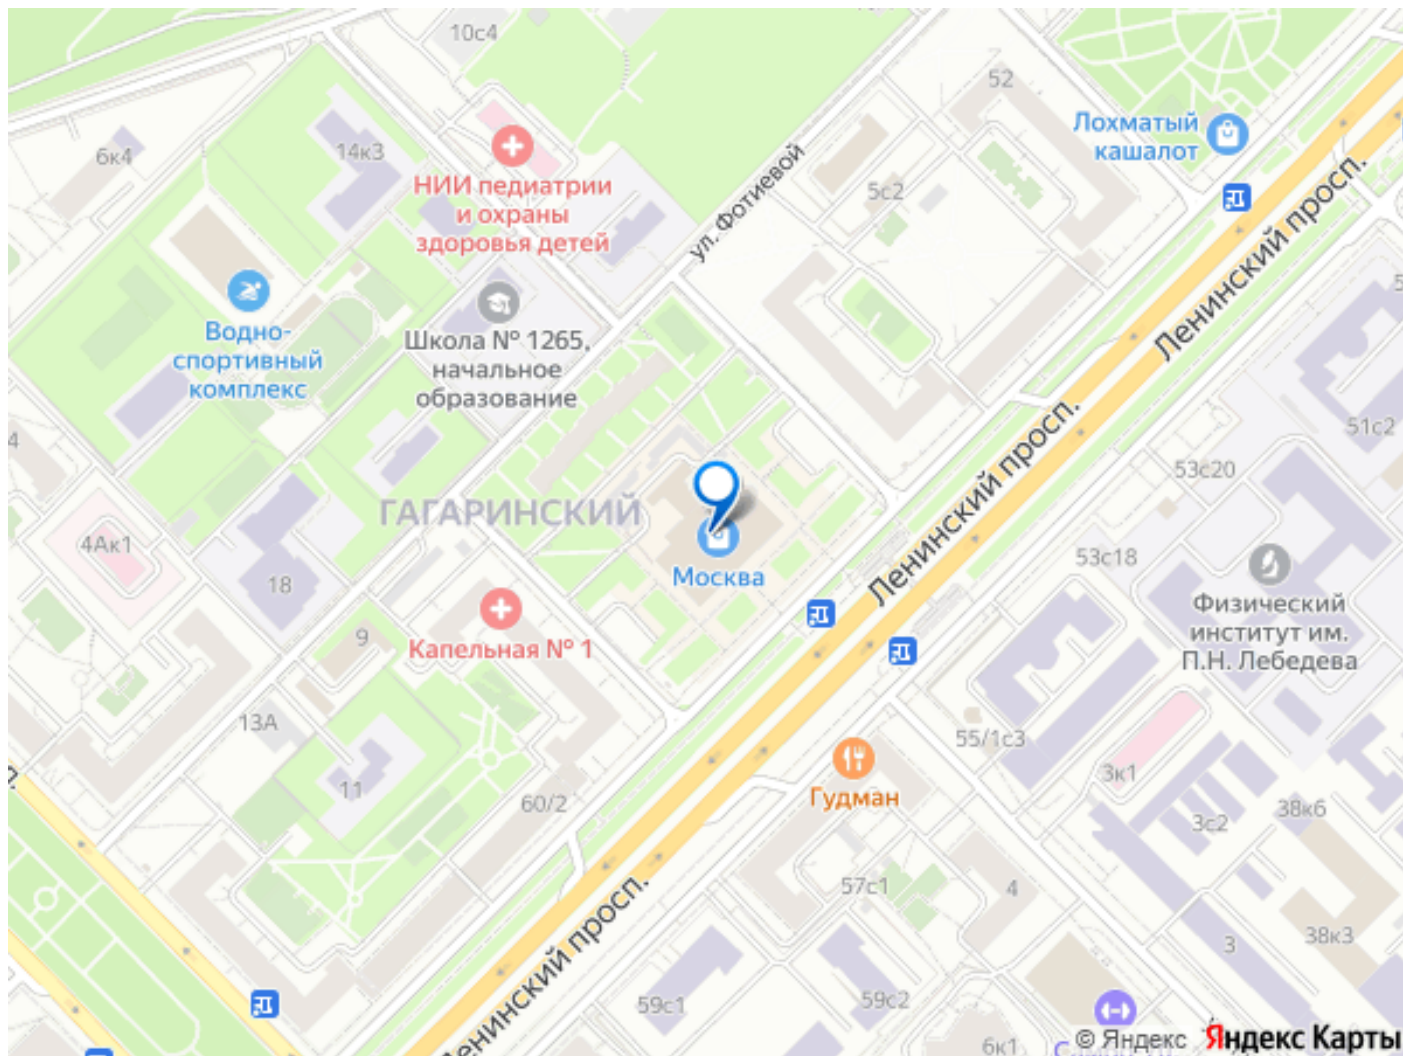 10с4
52
Лохматый
кашалот
6к4
14к3
НИИ педиатрии
и охраны
здоровья детей
ул. Фотиевой
5с2
Ленинский просп.
Водно-
спортивный
комплекс
Школа № 1265,
начальное
образование
51с2
53с20
ГАГАРИНСКИЙ
Ленинский просп.
4Ак1
18
Москва
53с18
Физический
институт им.
П.Н. Лебедева
9
Капельная № 1
13А
55/1с3
3к1
11
60/2
Гудман
38к6
3с2
57с1
4
Ленинский просп.
3
38к3
59с1
59с2
6к1
© Яндекс
Яндекс Карты